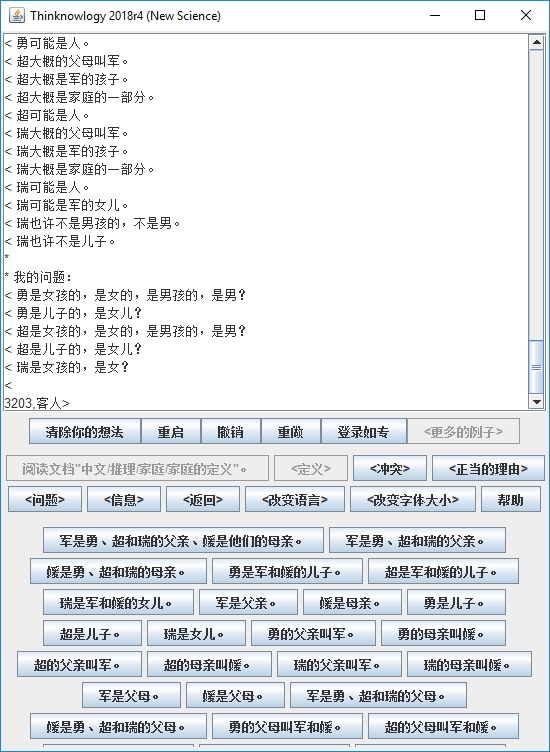 Thinknowlogy 2018r4 (New Science)
< 勇可能是人。
< 超大概的父母叫军。
< 超大概是军的孩子。
< 超大概是家庭的一部分。
< 超可能是人。
< 瑞大概的父母叫军。
< 瑞大概是军的孩子。
< 瑞大概是家庭的一部分。
< 瑞可能是人。
< 瑞可能是军的女儿。
< 瑞也许不是男孩的，不是男。
< 瑞也许不是儿子。
*
* 我的问题：
< 勇是女孩的，是女的，是男孩的，是男？
< 勇是儿子的，是女儿？
< 超是女孩的，是女的，是男孩的，是男？
< 超是儿子的，是女儿？
< 瑞是女孩的，是女？
<
3203,客人>
清除你的想法 重启 撤销 重做 登录如专 <更多的例子>
阅读文档"中文/推理/家庭/家庭的定义"。 <定义> <冲突> <正当的理由>
<问题> <信息> <返回> <改变语言> <改变字体大小> 帮助
军是勇、超和瑞的父亲、媛是他们的母亲。 军是勇、超和瑞的父亲。
媛是勇、超和瑞的母亲。 勇是军和媛的儿子。 超是军和媛的儿子。
瑞是军和媛的女儿。 军是父亲。 媛是母亲。 勇是儿子。
超是儿子。 瑞是女儿。 勇的父亲叫军。 勇的母亲叫媛。
超的父亲叫军。 超的母亲叫媛。 瑞的父亲叫军。 瑞的母亲叫媛。
军是父母。 媛是父母。 军是勇、超和瑞的父母。
媛是勇、超和瑞的父母。 勇的父母叫军和媛。 超的父母叫军和媛。